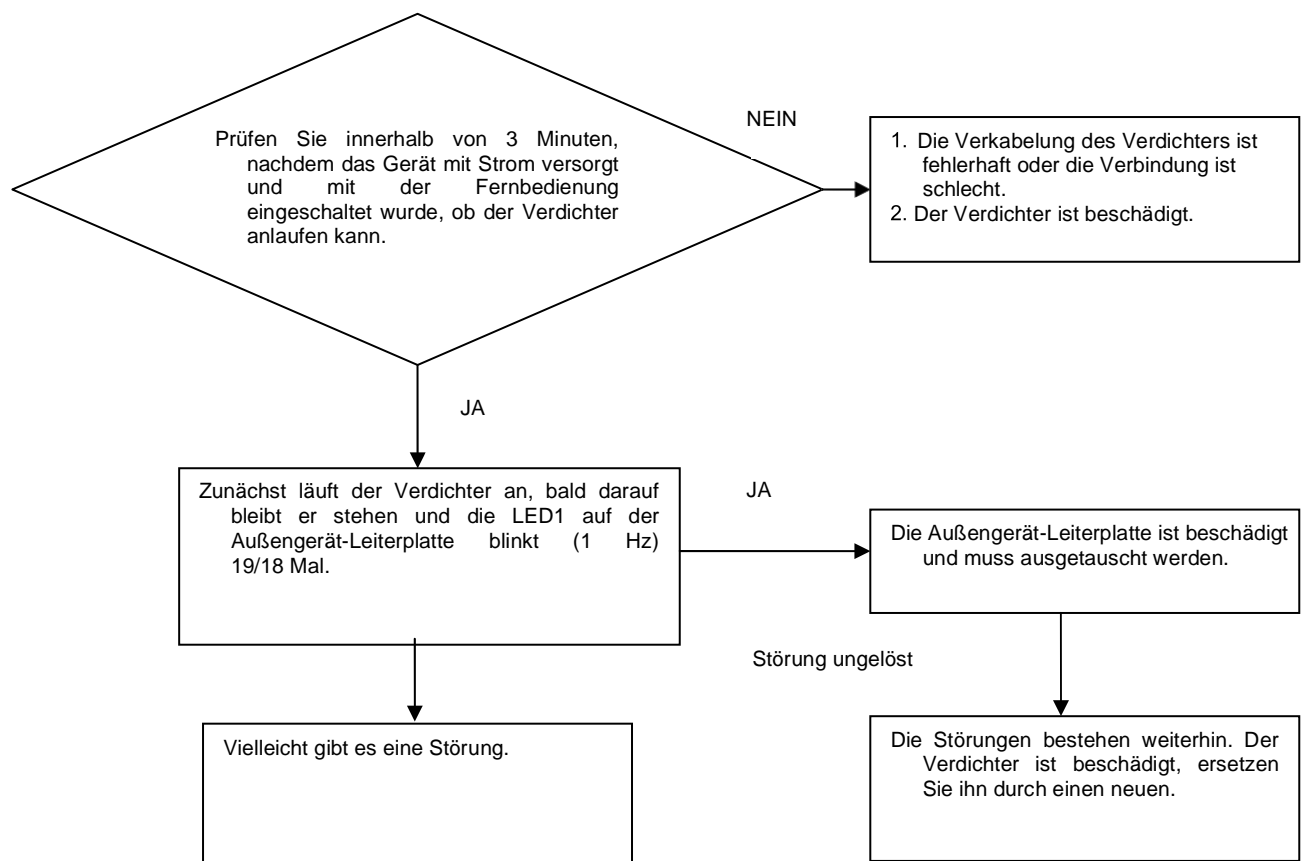 Prüfen Sie innerhalb von 3 Minuten,
nachdem das Gerät mit Strom versorgt
und mit der Fernbedienung
eingeschaltet wurde, ob der Verdichter
anlaufen kann.
NEIN
1. Die Verkabelung des Verdichters ist
fehlerhaft oder die Verbindung ist
schlecht.
2. Der Verdichter ist beschädigt.
JA
Zunächst läuft der Verdichter an, bald darauf
bleibt er stehen und die LED1 auf der
Außengerät-Leiterplatte blinkt (1 Hz)
19/18 Mal.
JA
Die Außengerät-Leiterplatte ist beschädigt
und muss ausgetauscht werden.
Störung ungelöst
Vielleicht gibt es eine Störung.
Die Störungen bestehen weiterhin. Der
Verdichter ist beschädigt, ersetzen
Sie ihn durch einen neuen.